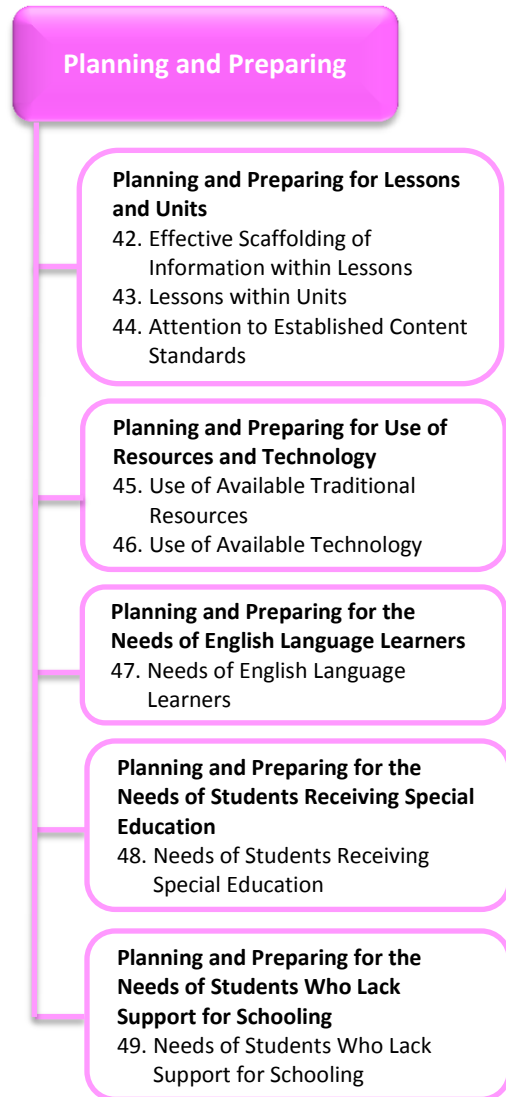 Planning and Preparing
Planning and Preparing for Lessons
and Units
42. Effective Scaffolding of
Information within Lessons
43. Lessons within Units
44. Attention to Established Content
Standards
Planning and Preparing for Use of
Resources and Technology
45. Use of Available Traditional
Resources
46. Use of Available Technology
Planning and Preparing for the
Needs of English Language Learners
47. Needs of English Language
Learners
Planning and Preparing for the
Needs of Students Receiving Special
Education
48. Needs of Students Receiving
Special Education
Planning and Preparing for the
Needs of Students Who Lack
Support for Schooling
49. Needs of Students Who Lack
Support for Schooling